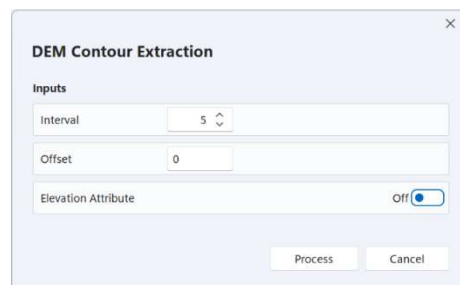 DEM Contour Extraction
Inputs
Interval 5
Offset 0
Elevation Attribute Off
Process Cancel